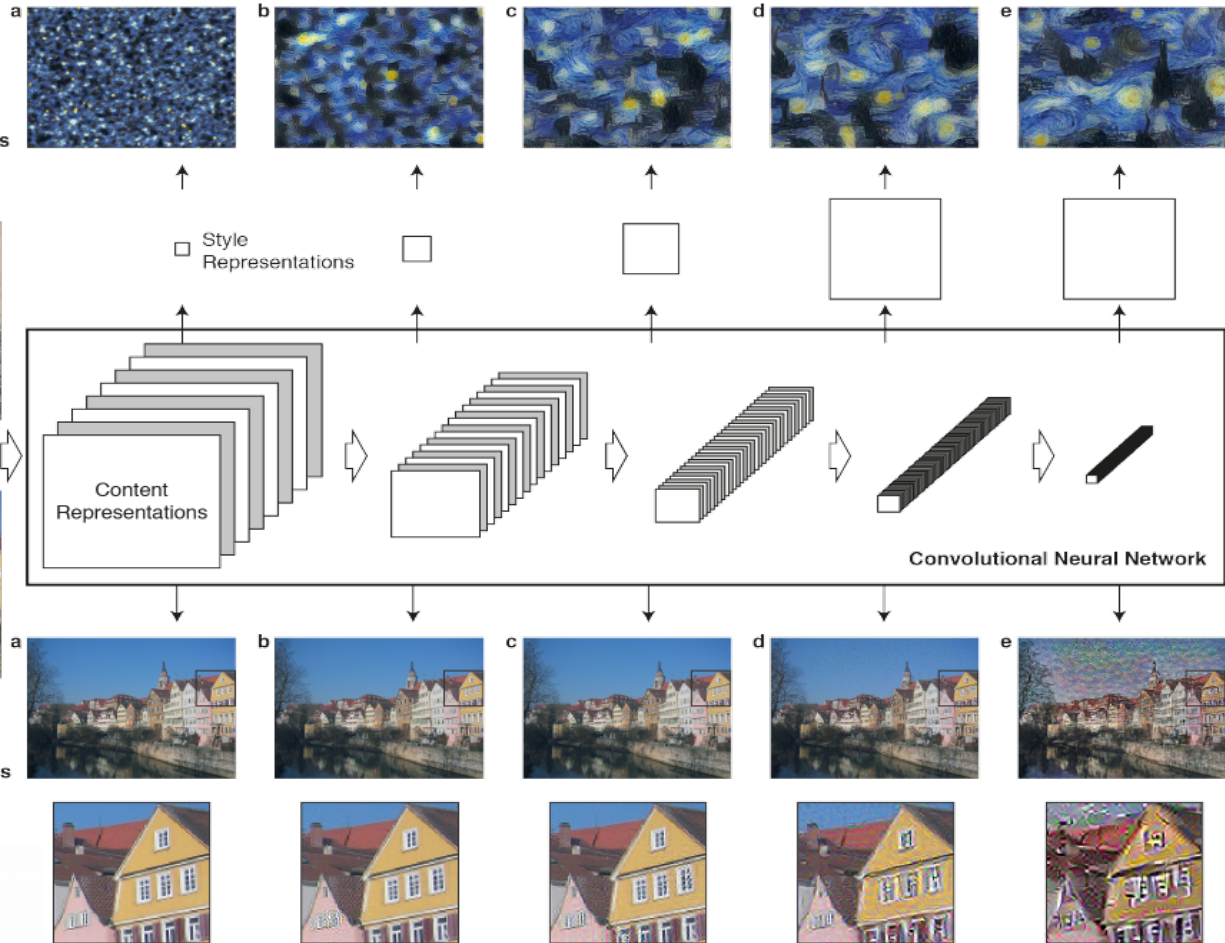 a b c d e
s
Style
Representations
Content
Representations
Convolutional Neural Network
a b c d e
s